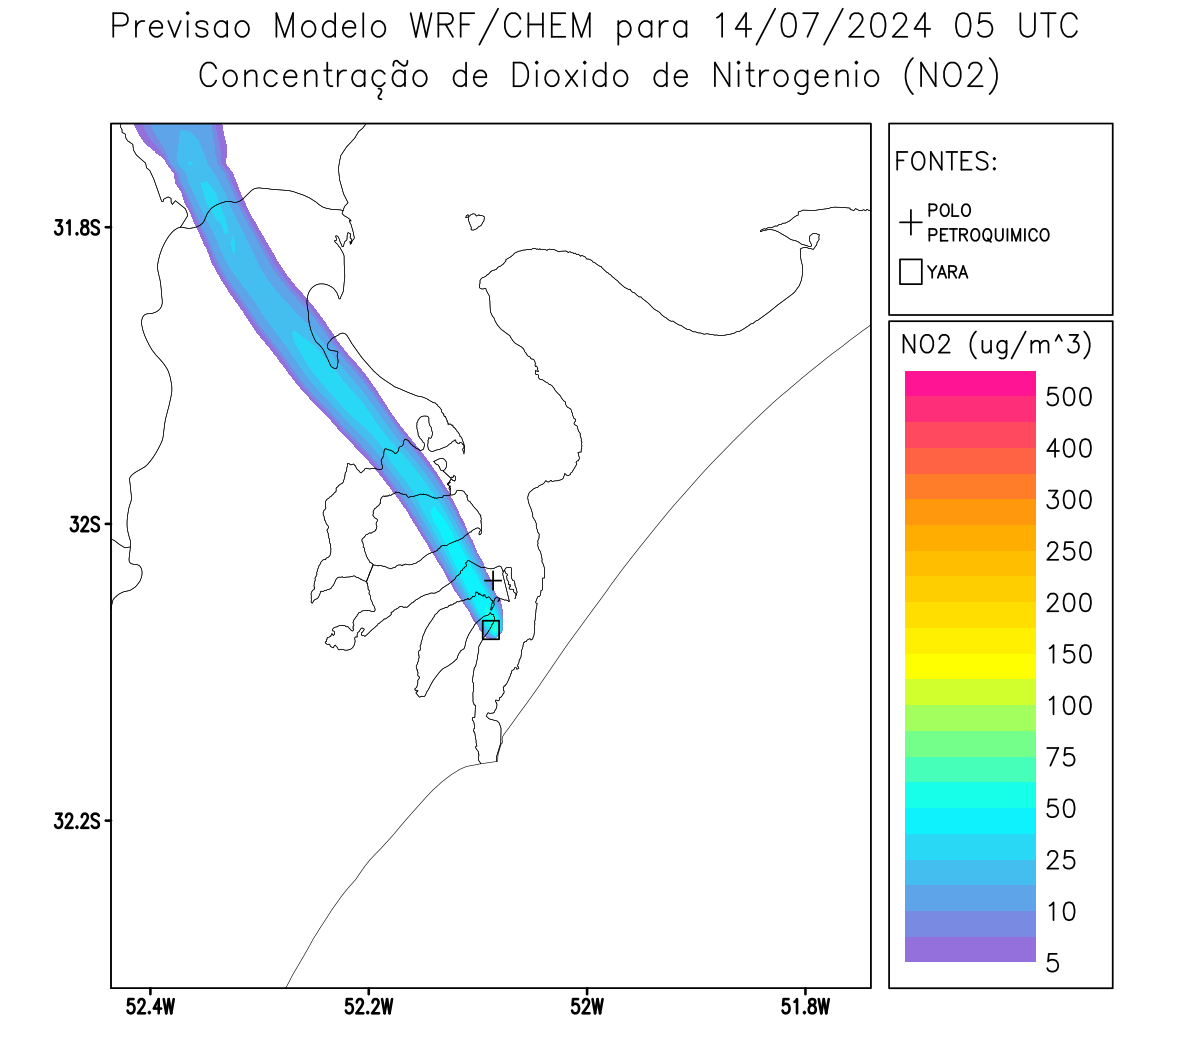 Previsao Modelo WRF/CHEM para 14/07/2024 05 UTC
Concentração de Dioxido de Nitrogenio (NO2)
FONTES:
POLO
PETROQUIMICO
YARA
NO2 (ug/m^3)
500
400
300
250
200
150
100
75
50
25
10
5
31.8S
32S
32.2S
52.4W
52.2W
52W
51.8W